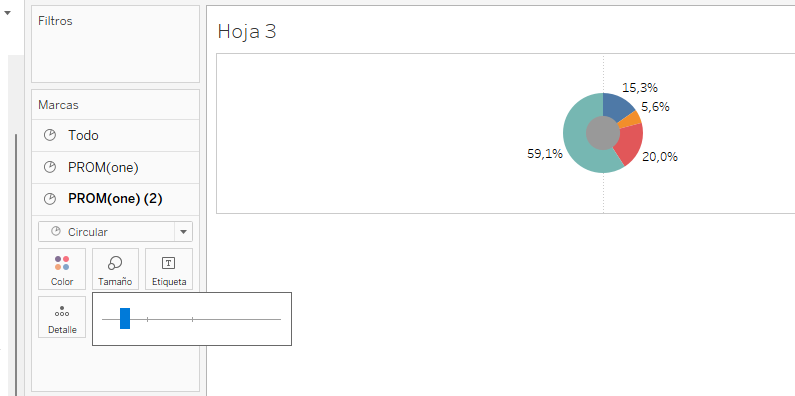 Filtros
Hoja 3
Marcas
Todo
PROM(one)
PROM(one) (2)
Circular
Color
Tamaño
Etiqueta
Detalle
15,3%
5,6%
59,1%
20,0%